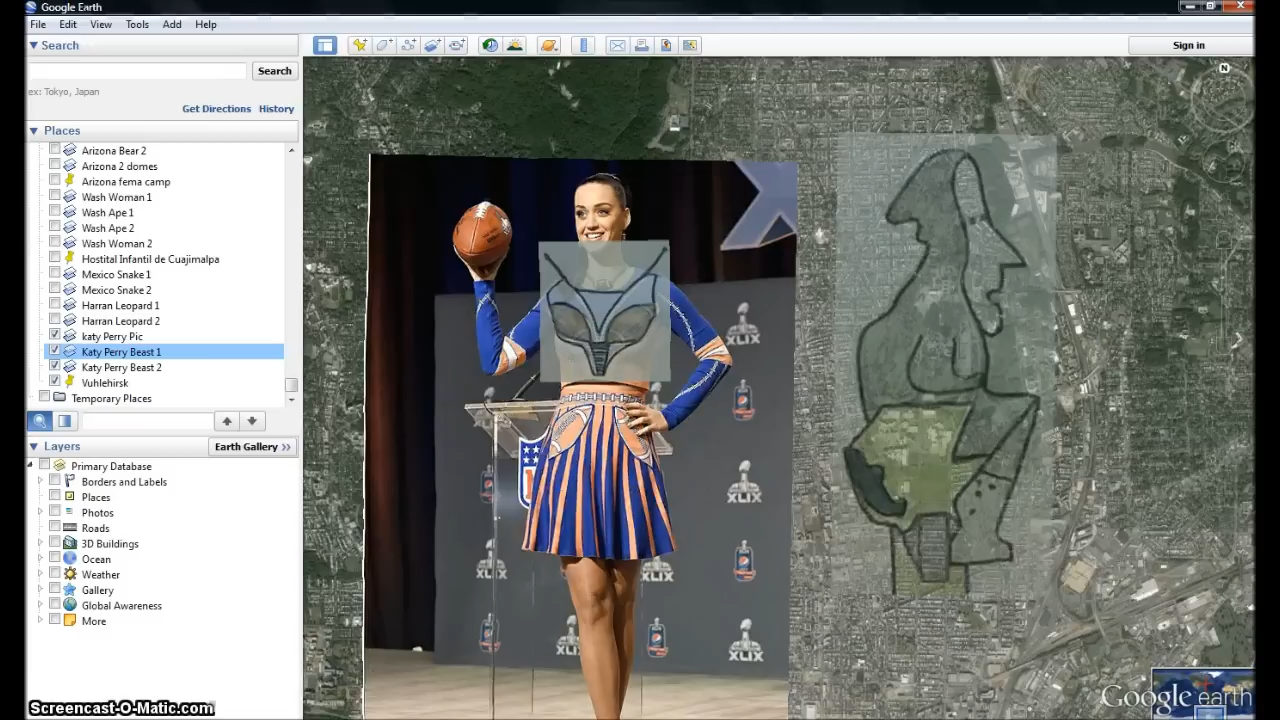 Google Earth
File Edit View Tools Add Help
Search
Sign in
Search
ex: Tokyo, Japan
Get Directions History
Places
Arizona Bear 2
Arizona 2 domes
Arizona fema camp
Wash Woman 1
Wash Ape 1
Wash Ape 2
Wash Woman 2
Hostital Infantil de Cuajimalpa
Mexico Snake 1
Mexico Snake 2
Harran Leopard 1
Harran Leopard 2
katy Perry Pic
Katy Perry Beast 1
Katy Perry Beast 2
Vuhlehirsk
Temporary Places
Layers
Earth Gallery >>
Primary Database
Borders and Labels
Places
Photos
Roads
3D Buildings
Ocean
Weather
Gallery
Global Awareness
More
N
X
XLIX
XLIX
XLIX
XLIX
XLIX
XLIX
Google earth
Screencast-O-Matic.com